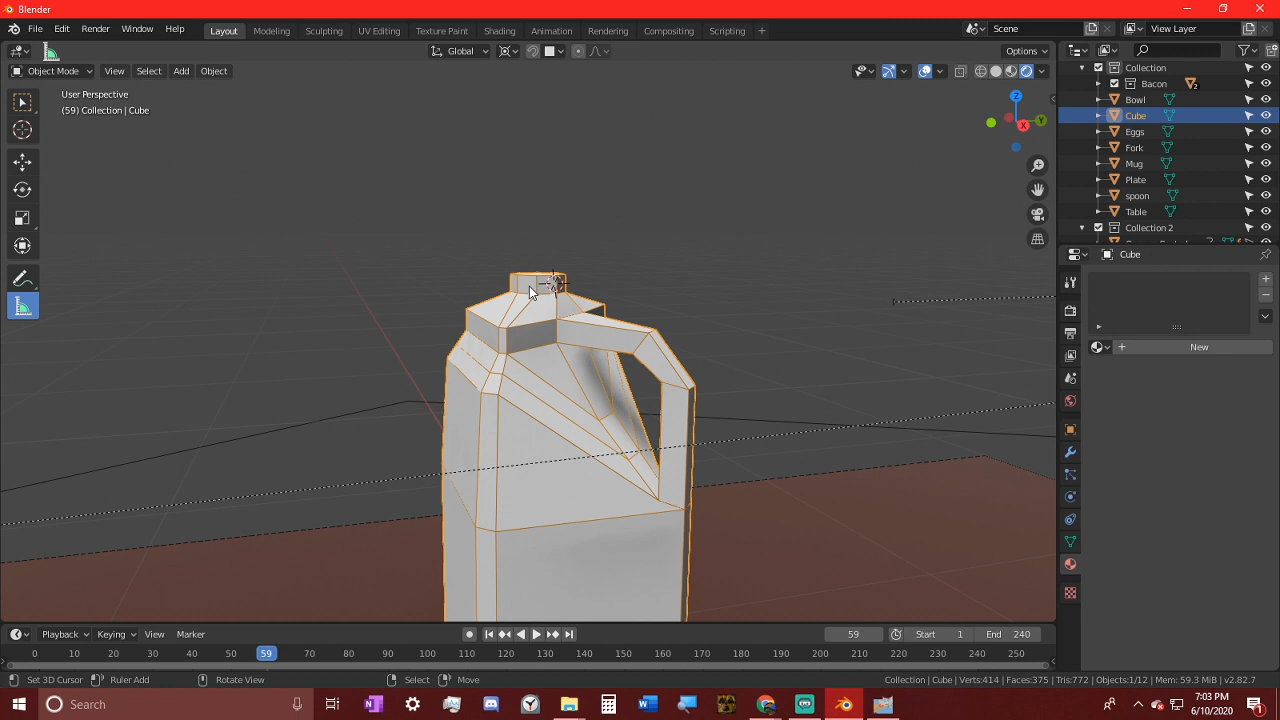 Blender
File Edit Render Window Help
Layout Modeling Sculpting UV Editing Texture Paint Shading Animation Rendering Compositing Scripting +
Scene
View Layer
Global
Options
Object Mode View Select Add Object
User Perspective
(59) Collection | Cube
Z
Y
X
Collection
Bacon 2
Bowl
Cube
Eggs
Fork
Mug
Plate
spoon
Table
Collection 2
Cube
New
Playback Keying View Marker
59
Start 1
End 240
0 10 20 30 40 50 59 70 80 90 100 110 120 130 140 150 160 170 180 190 200 210 220 230 240 250
Set 3D Cursor
Ruler Add
Rotate View
Select
Move
Collection | Cube | Verts:414 | Faces:375 | Tris:772 | Objects:1/12 | Mem: 59.3 MiB | v2.82.7
Search
7:03 PM
6/10/2020